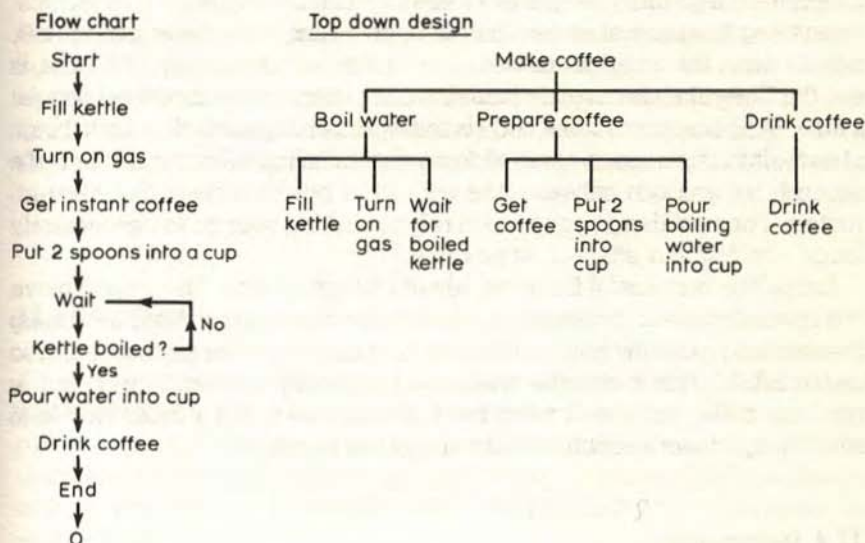 Flow chart
Start
Fill kettle
Turn on gas
Get instant coffee
Put 2 spoons into a cup
Wait
No
Kettle boiled?
Yes
Pour water into cup
Drink coffee
End
Top down design
Make coffee
Boil water
Prepare coffee
Drink coffee
Fill
kettle
Turn
on
gas
Wait
for
boiled
kettle
Get
coffee
Put 2
spoons
into
cup
Pour
boiling
water
into cup
Drink
coffee